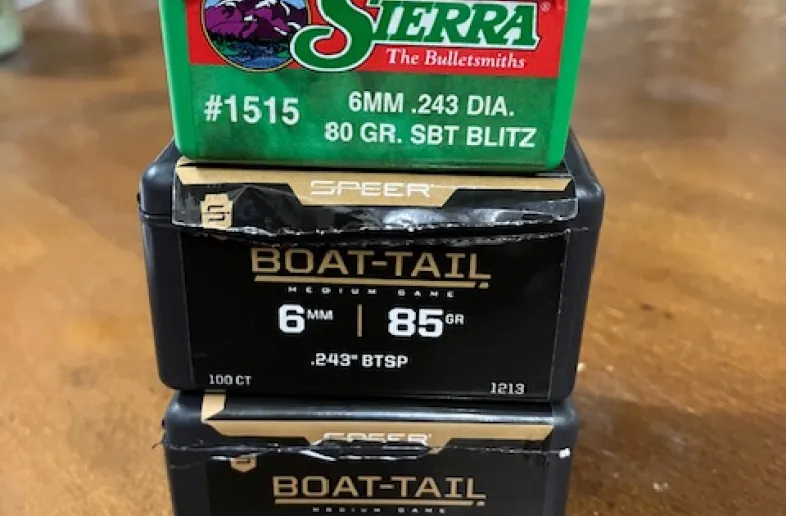 SIERRA
The Bulletsmiths
#1515 6MM .243 DIA.
80 GR. SBT BLITZ
SPEER
BOAT-TAIL
MEDIUM GAME
6MM | 85GR
.243" BTSP
100 CT 1213
SPEER
BOAT-TAIL
MEDIUM GAME